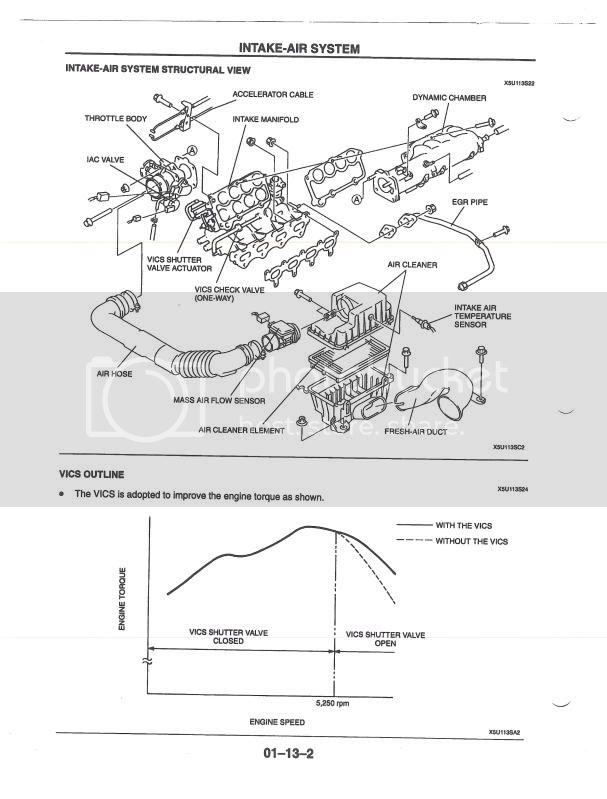 INTAKE-AIR SYSTEM
INTAKE-AIR SYSTEM STRUCTURAL VIEW
X5U113S22
ACCELERATOR CABLE
DYNAMIC CHAMBER
THROTTLE BODY
INTAKE MANIFOLD
IAC VALVE
A
A
EGR PIPE
VICS SHUTTER
VALVE ACTUATOR
AIR CLEANER
VICS CHECK VALVE
(ONE-WAY)
INTAKE AIR
TEMPERATURE
SENSOR
photobucket
AIR HOSE
MASS AIR FLOW SENSOR
host. store. share.
AIR CLEANER ELEMENT
FRESH-AIR DUCT
X5U113SC2
VICS OUTLINE
X5U113S24
• The VICS is adopted to improve the engine torque as shown.
WITH THE VICS
WITHOUT THE VICS
ENGINE TORQUE
VICS SHUTTER VALVE
CLOSED
VICS SHUTTER VALVE
OPEN
5,250 rpm
ENGINE SPEED
X5U113SA2
01–13–2